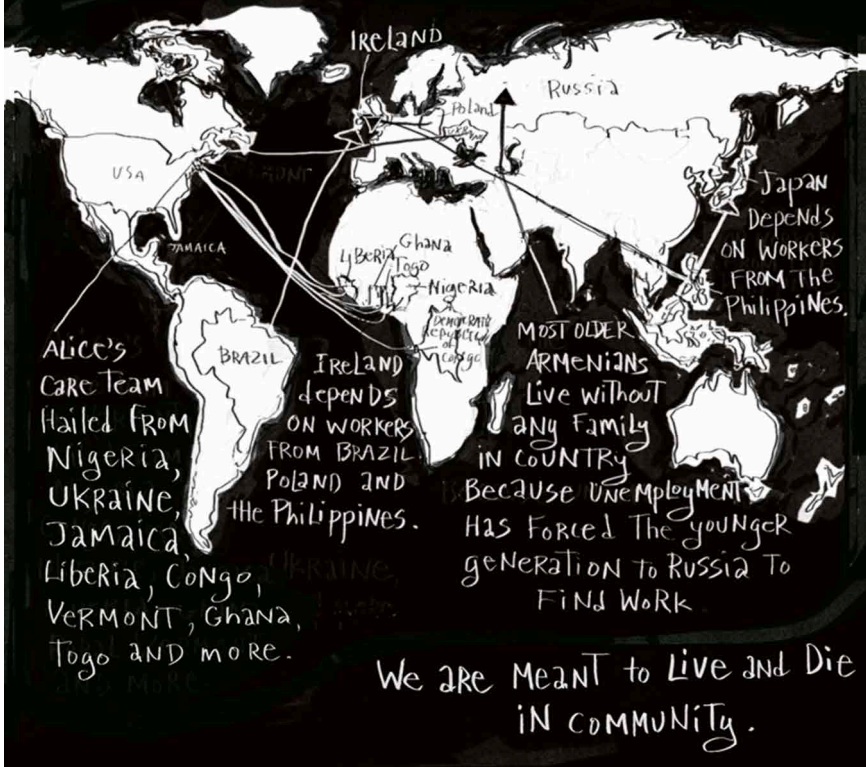 IRELAND
RUSSIA
Poland
USA
VERMONT
JAMAICA
Japan
Depends
ON WORKERS
FROM The
PhilippiNes.
LIBERIA
Ghana
Togo
Nigeria
DEMOCRATIC
Republic
of
Congo
BRAZIL
Alice's
CARE TEAM
Hailed FROM
Nigeria,
UKRAINE,
Jamaica,
Liberia, Congo,
VERMONT, Ghana,
Togo AND MORE.
IRELAND
depends
ON WORKERS
FROM BRAZIL
POLAND AND
the PhilippiNes.
MOST OLDER
ARMENIANS
Live without
any Family
iN COUNTRY
Because UNEMployMENT
Has Forced The younger
geNeRation to Russia To
Find Work
We are Meant to Live and Die
iN COMMUNity.